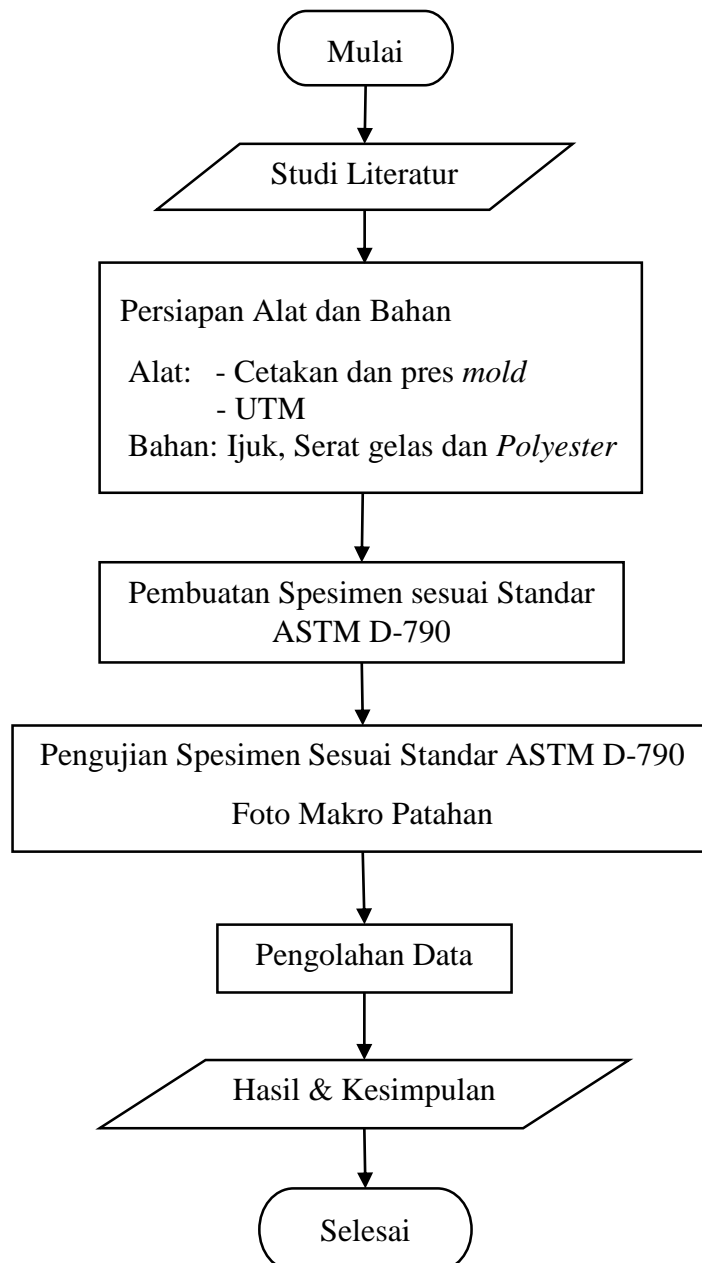 Mulai
Studi Literatur
Persiapan Alat dan Bahan
Alat: - Cetakan dan pres mold
- UTM
Bahan: Ijuk, Serat gelas dan Polyester
Pembuatan Spesimen sesuai Standar
ASTM D-790
Pengujian Spesimen Sesuai Standar ASTM D-790
Foto Makro Patahan
Pengolahan Data
Hasil & Kesimpulan
Selesai